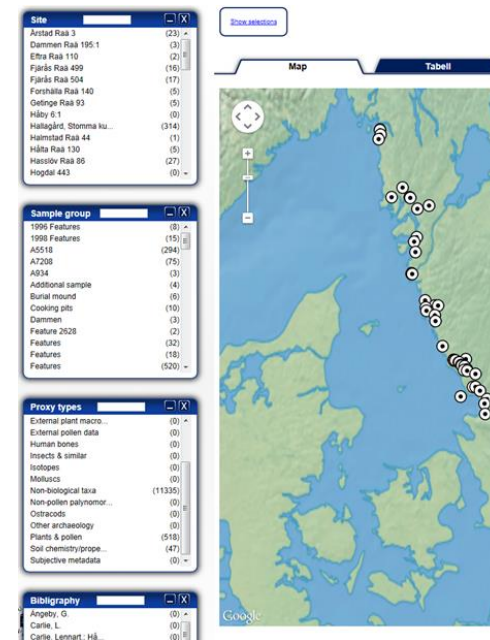 Site
Årstad Raä 3 (23)
Dammen Raä 195:1 (3)
Eftra Raä 110 (2)
Fjärås Raä 499 (16)
Fjärås Raä 504 (17)
Forshälla Raä 140 (5)
Getinge Raä 93 (5)
Håby 6:1 (0)
Hallagård, Stomma ku... (314)
Halmstad Raä 44 (1)
Hålta Raä 130 (5)
Hasslöv Raä 86 (27)
Hogdal 443 (0)
Sample group
1996 Features (8)
1998 Features (15)
A5518 (294)
A7208 (75)
A934 (3)
Additional sample (4)
Burial mound (6)
Cooking pits (10)
Dammen (3)
Feature 2628 (2)
Features (32)
Features (18)
Features (520)
Proxy types
External plant macro... (0)
External pollen data (0)
Human bones (0)
Insects & similar (0)
Isotopes (0)
Molluscs (0)
Non-biological taxa (11335)
Non-pollen palynomor... (0)
Ostracods (0)
Other archaeology (0)
Plants & pollen (518)
Soil chemistry/prope... (47)
Subjective metadata (0)
Bibligraphy
Ängeby, G. (0)
Carlie, L. (0)
Carlie, Lennart.; Hå... (0)
Show selections
Map Tabell
Google